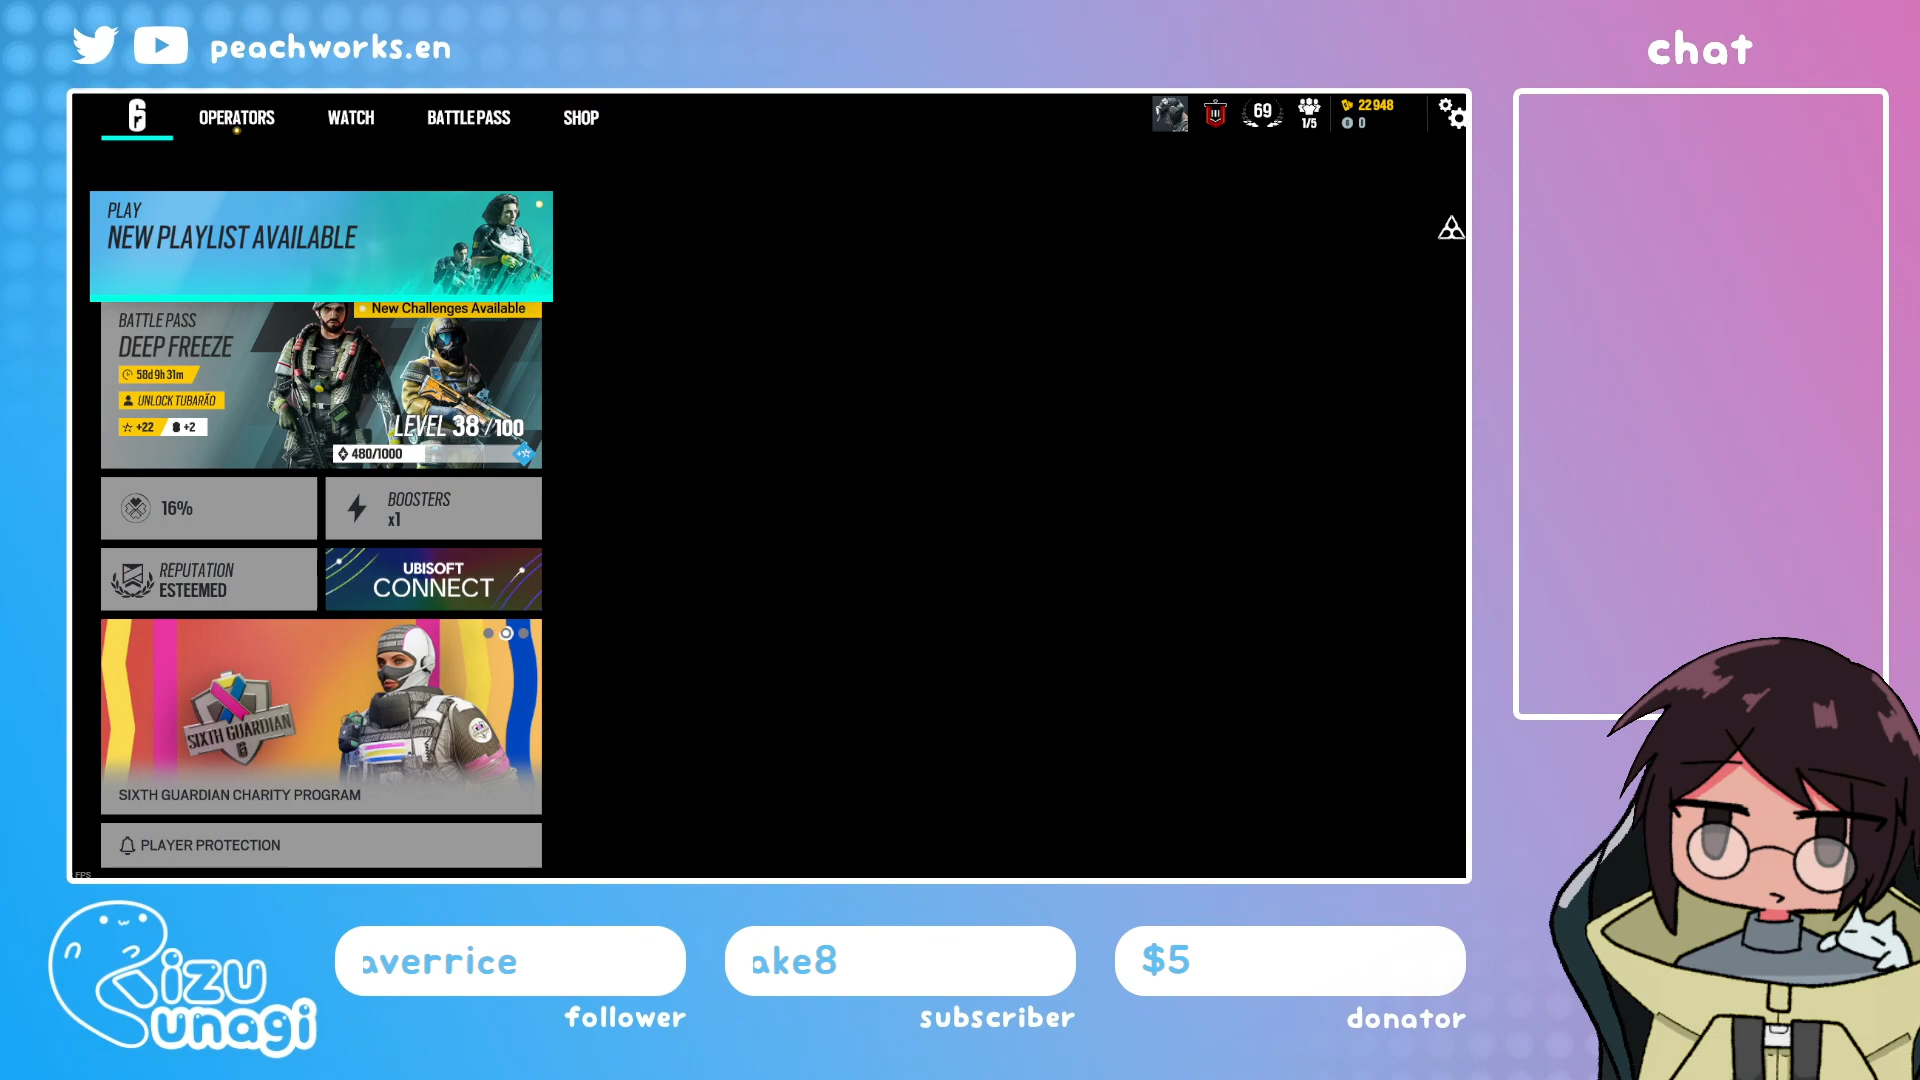 peachworks.en
chat
OPERATORS
WATCH
BATTLE PASS
SHOP
69
1/5
22 948
0
PLAY
NEW PLAYLIST AVAILABLE
New Challenges Available
BATTLE PASS
DEEP FREEZE
58d 9h 31m
UNLOCK TUBARÃO
+22
+2
LEVEL 38 /100
480/1000
16%
BOOSTERS
x1
REPUTATION
ESTEEMED
UBISOFT
CONNECT
SIXTH GUARDIAN
SIXTH GUARDIAN CHARITY PROGRAM
PLAYER PROTECTION
FPS
izu
unagi
averrice
follower
ake8
subscriber
$5
donator